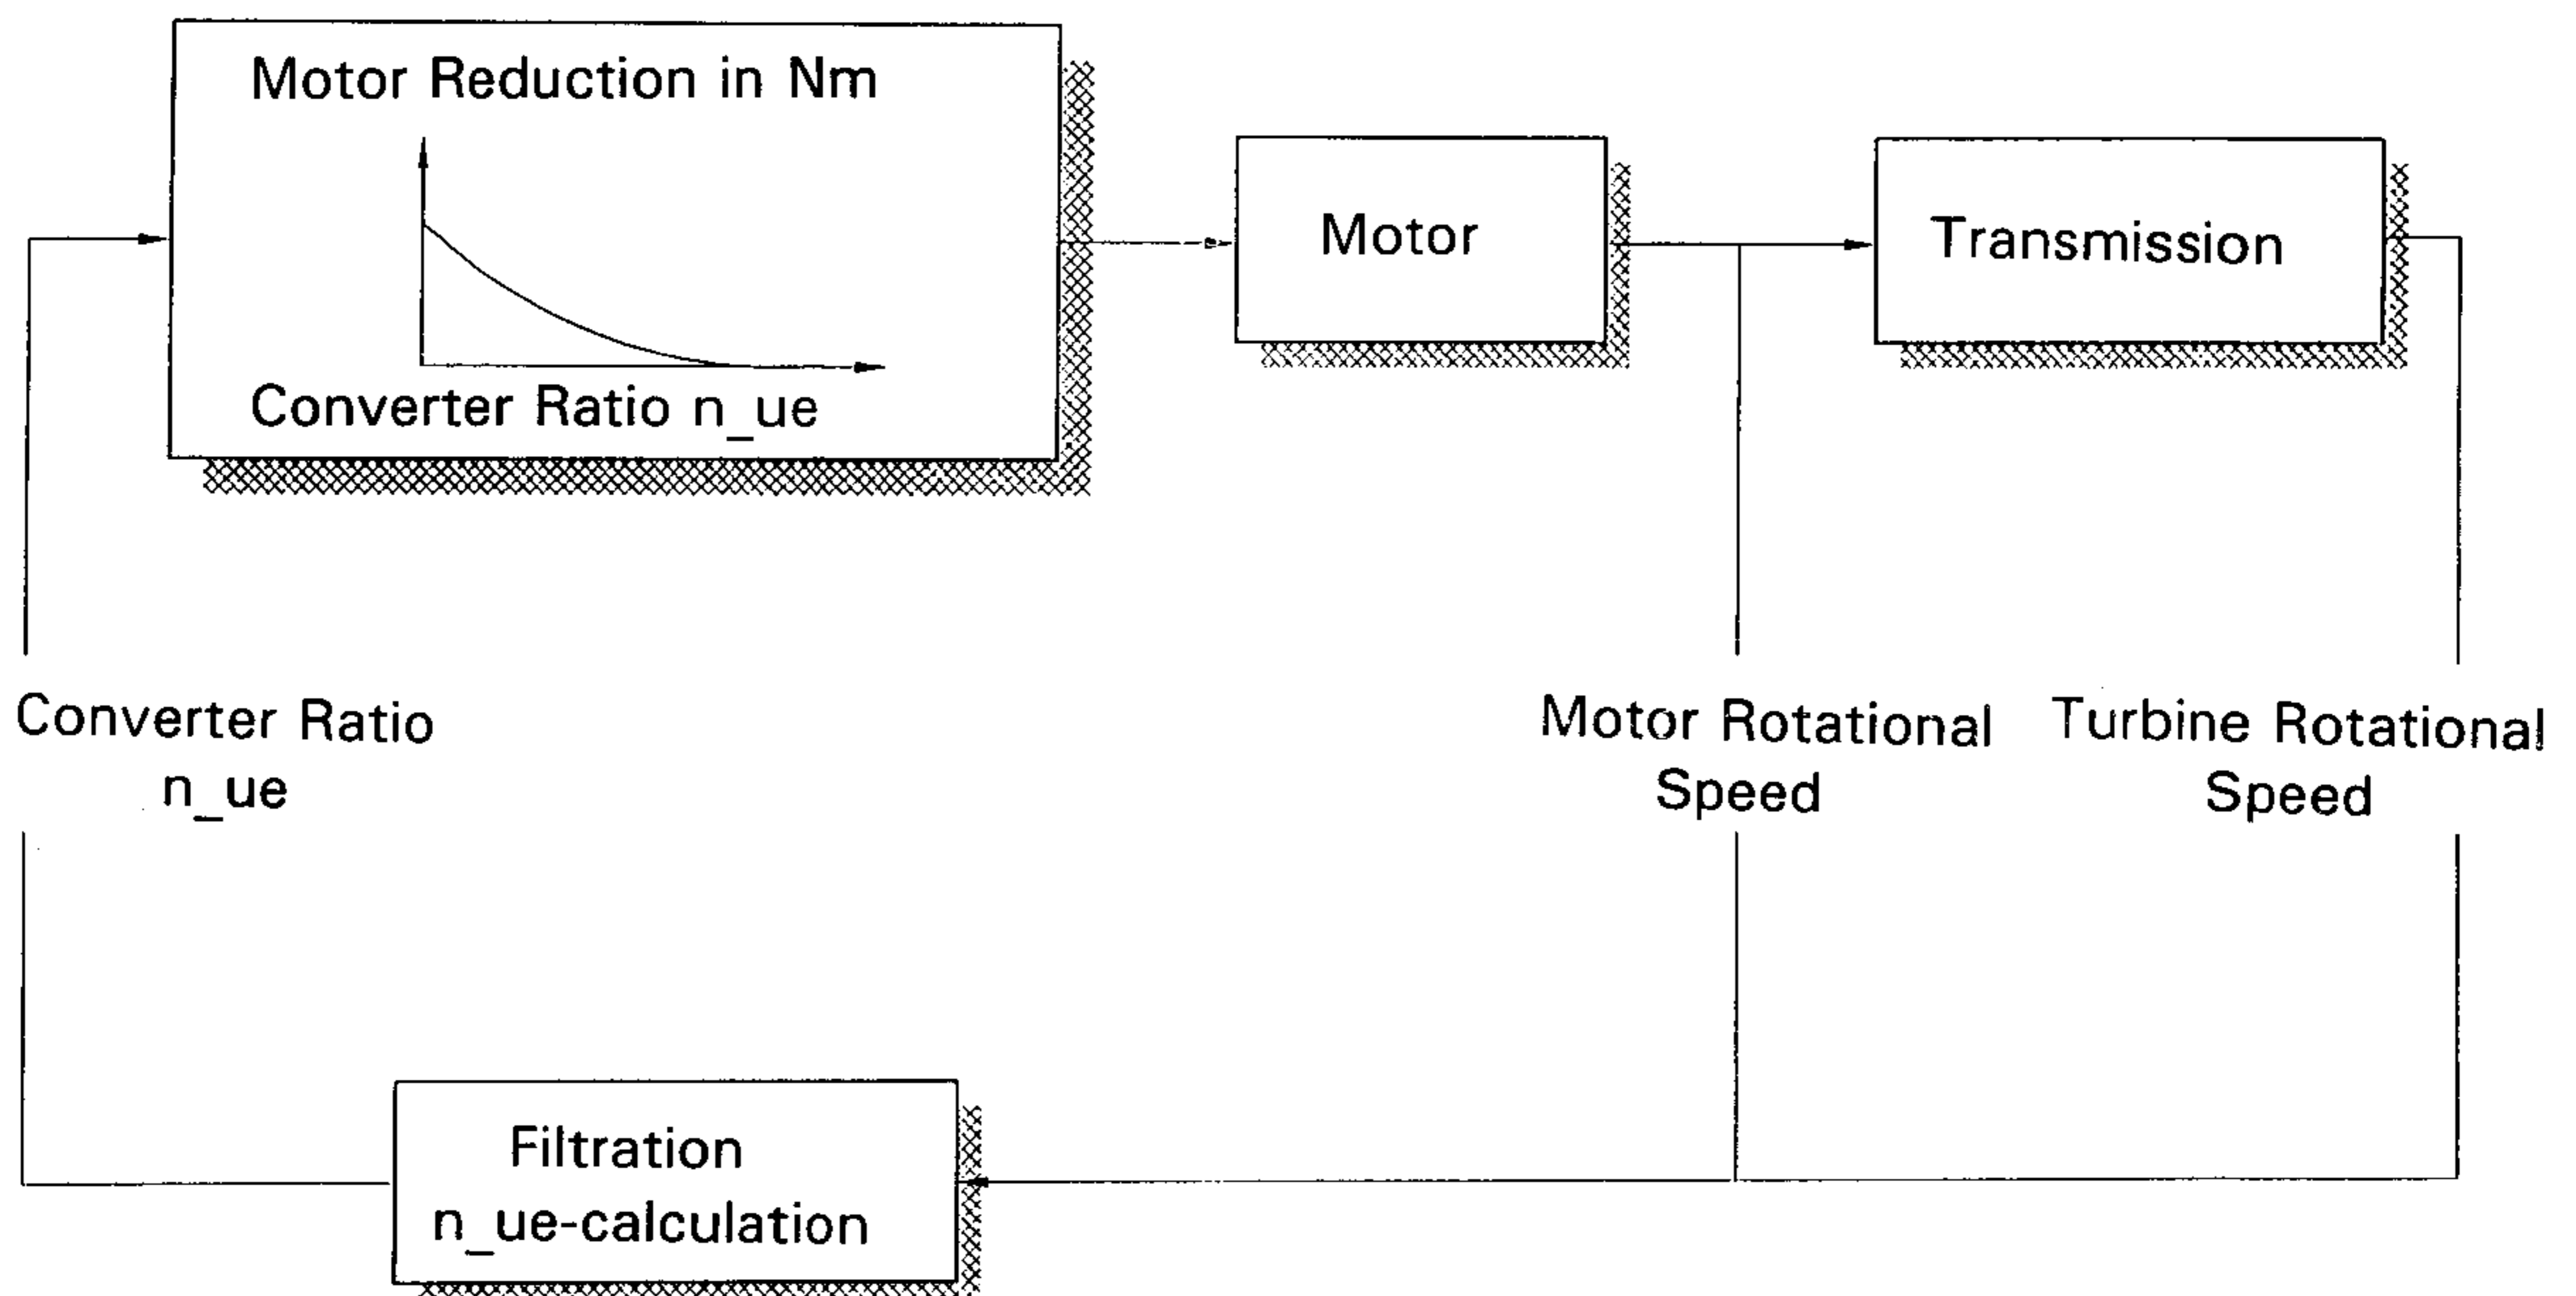 Motor Reduction in Nm
Converter Ratio n_ue
Motor
Transmission
Converter Ratio
n_ue
Motor Rotational
Speed
Turbine Rotational
Speed
Filtration
n_ue-calculation